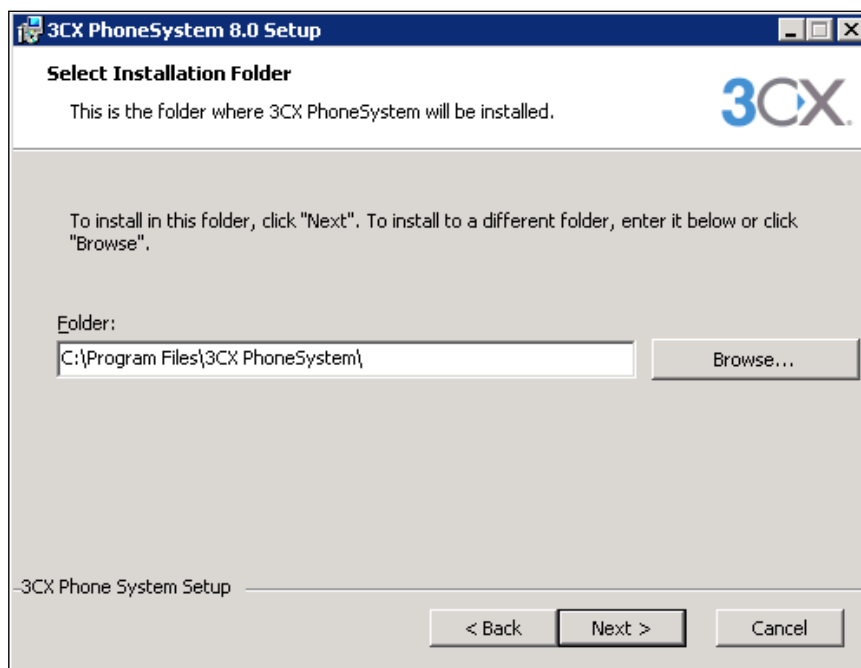 3CX PhoneSystem 8.0 Setup
Select Installation Folder
This is the folder where 3CX PhoneSystem will be installed.
3CX
To install in this folder, click "Next". To install to a different folder, enter it below or click
"Browse".
Folder:
C:\Program Files\3CX PhoneSystem\
Browse...
3CX Phone System Setup
< Back
Next >
Cancel